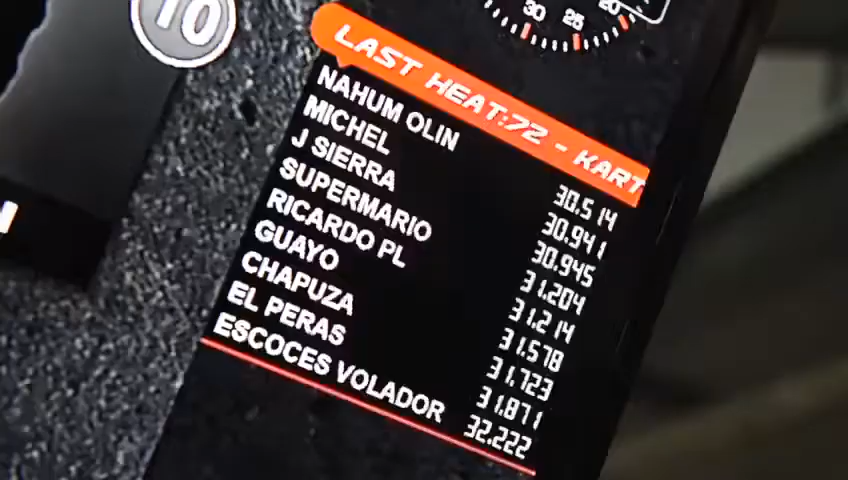 10
30 25 20
LAST HEAT:72 - KART
NAHUM OLIN 30.514
MICHEL 30.941
J SIERRA 30.945
SUPERMARIO 31.204
RICARDO PL 31.214
GUAYO 31.578
CHAPUZA 31.723
EL PERAS 31.871
ESCOCES VOLADOR 32.222